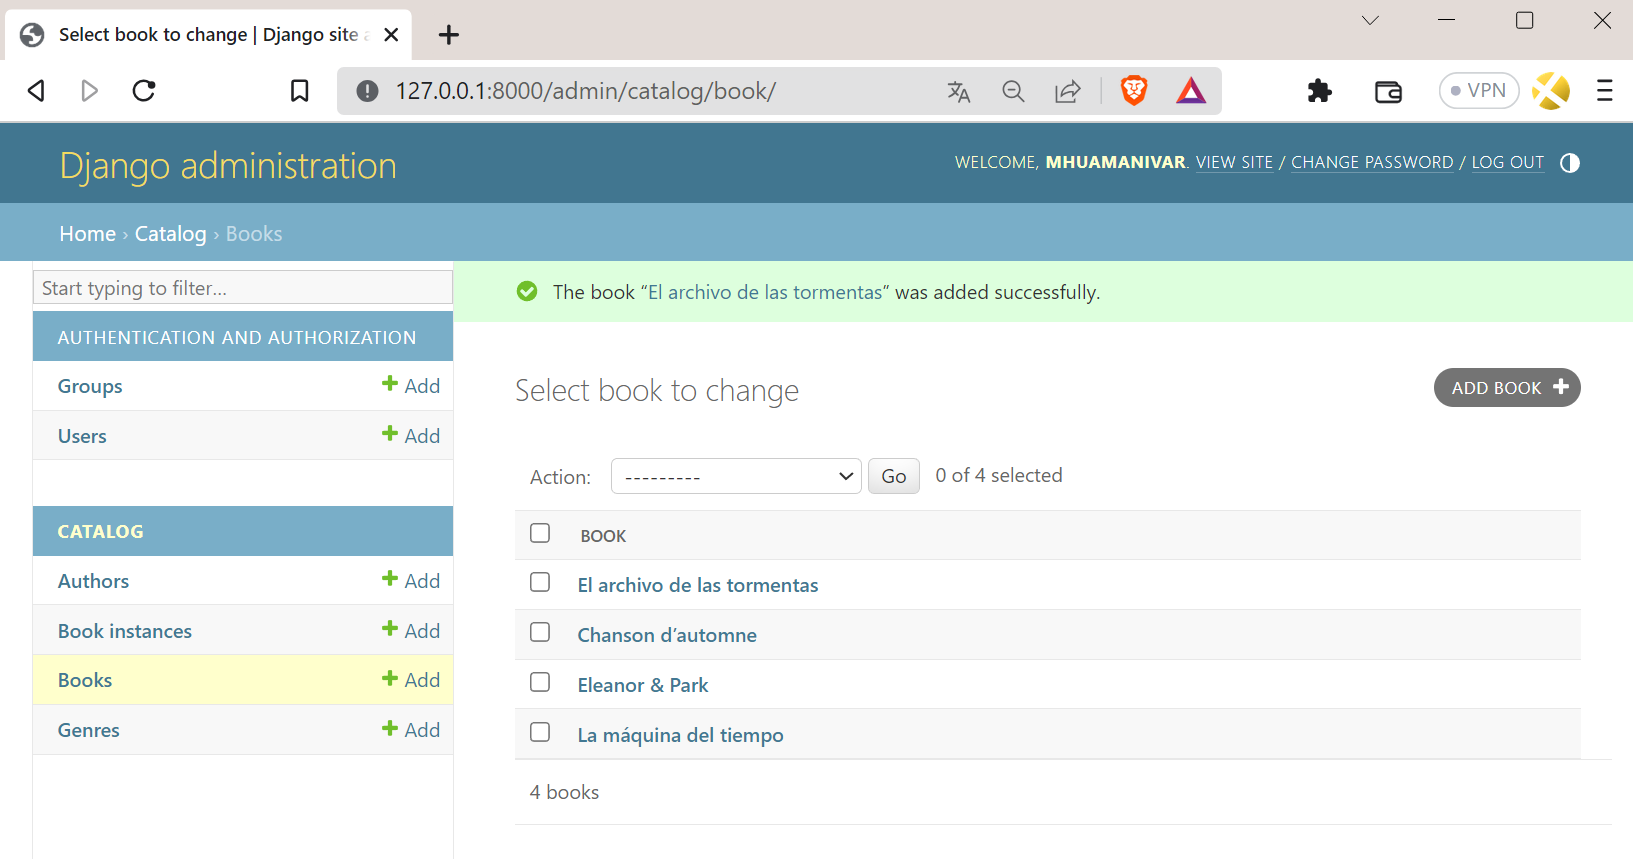 Select book to change | Django site
127.0.0.1:8000/admin/catalog/book/
VPN
Django administration
WELCOME, MHUAMANIVAR. VIEW SITE / CHANGE PASSWORD / LOG OUT
Home › Catalog › Books
Start typing to filter...
The book “El archivo de las tormentas” was added successfully.
AUTHENTICATION AND AUTHORIZATION
Groups Add
Users Add
CATALOG
Authors Add
Book instances Add
Books Add
Genres Add
Select book to change
ADD BOOK
Action: --------- Go 0 of 4 selected
BOOK
El archivo de las tormentas
Chanson d’automne
Eleanor & Park
La máquina del tiempo
4 books